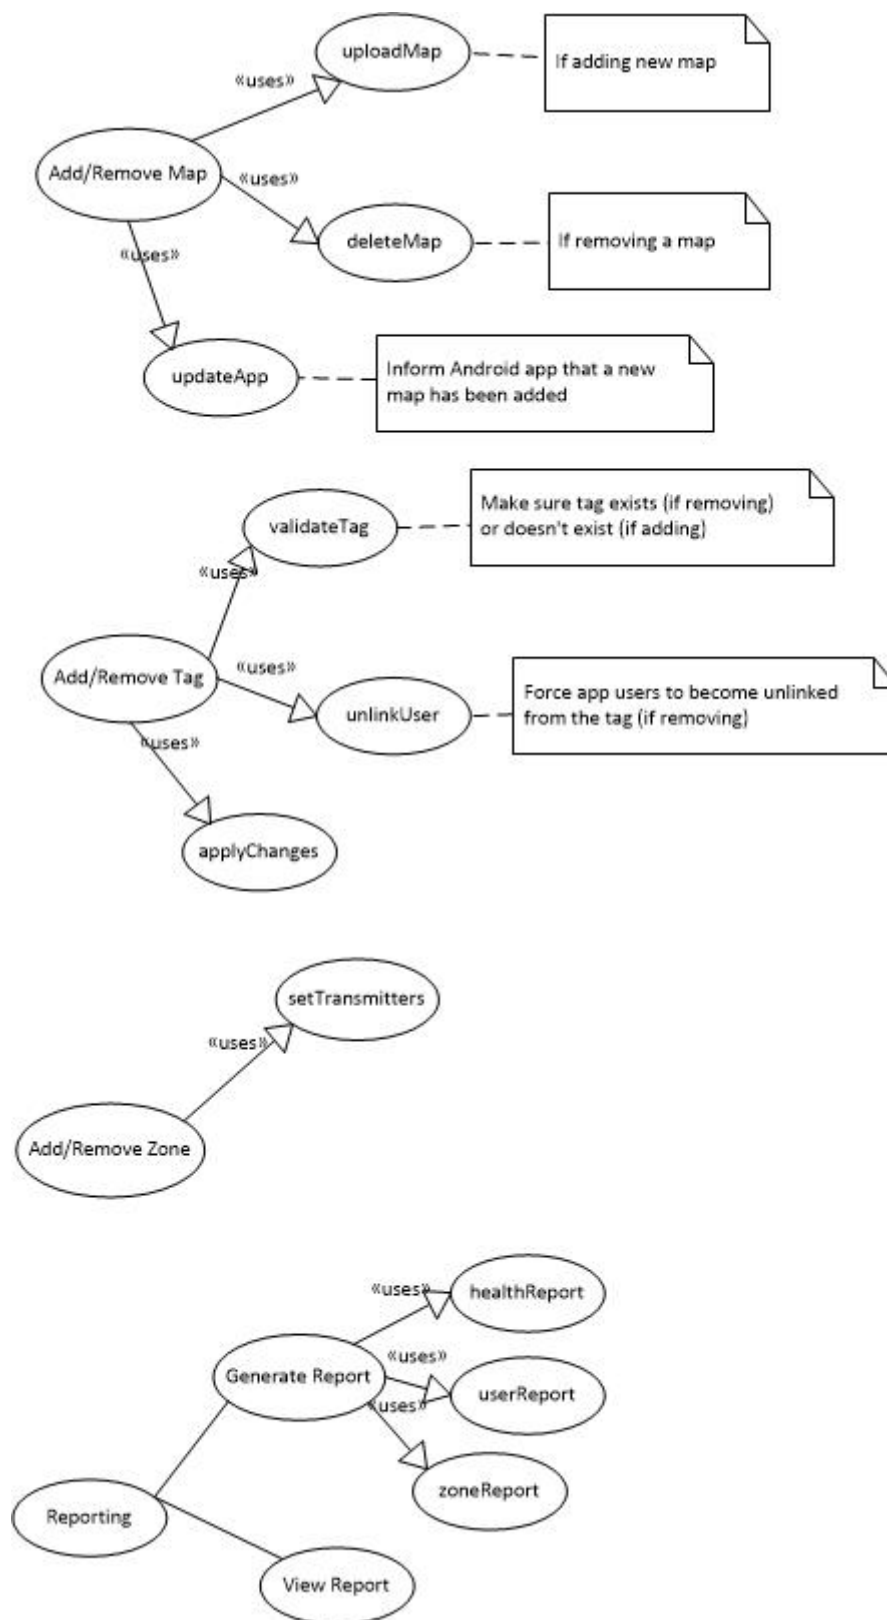 uploadMap
If adding new map
«uses»
Add/Remove Map
«uses»
deleteMap
If removing a map
«uses»
updateApp
Inform Android app that a new
map has been added
validateTag
Make sure tag exists (if removing)
or doesn't exist (if adding)
«uses»
Add/Remove Tag
«uses»
unlinkUser
Force app users to become unlinked
from the tag (if removing)
«uses»
applyChanges
setTransmitters
«uses»
Add/Remove Zone
«uses»
healthReport
Generate Report
«uses»
userReport
«uses»
zoneReport
Reporting
View Report